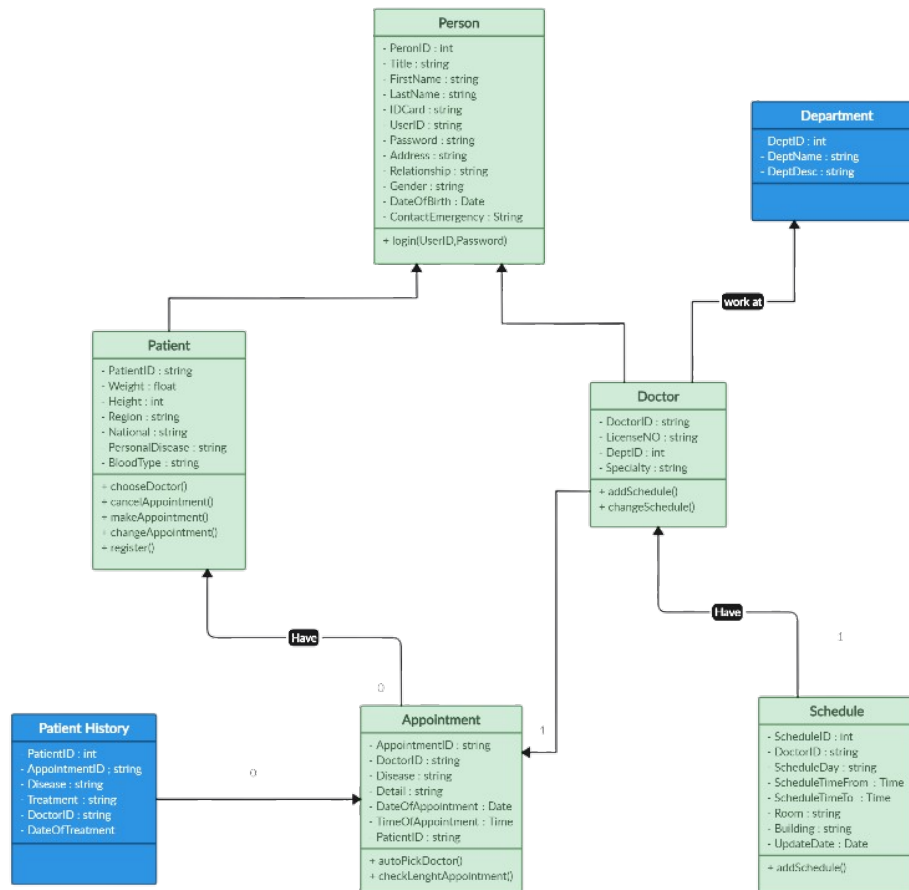 Person
- PeronID : int
- Title : string
- FirstName : string
- LastName : string
- IDCard : string
UserID : string
- Password : string
- Address : string
- Relationship : string
- Gender : string
- DateOfBirth : Date
- ContactEmergency : String
+ login(UserID,Password)
Department
DeptID : int
- DeptName : string
- DeptDesc : string
work at
Patient
- PatientID : string
- Weight : float
- Height : int
- Region : string
- National : string
PersonalDisease : string
- BloodType : string
+ chooseDoctor()
+ cancelAppointment()
+ makeAppointment()
+ changeAppointment()
+ register()
Doctor
- DoctorID : string
- LicenseNO : string
- DeptID : int
- Specialty : string
+ addSchedule()
+ changeSchedule()
Have
Have
1
0
1
0
Patient History
PatientID : int
- AppointmentID : string
- Disease : string
- Treatment : string
- DoctorID : string
- DateOfTreatment
Appointment
- AppointmentID : string
- DoctorID : string
- Disease : string
- Detail : string
- DateOfAppointment : Date
- TimeOfAppointment : Time
PatientID : string
+ autoPickDoctor()
+ checkLenghtAppointment()
Schedule
- ScheduleID : int
- DoctorID : string
ScheduleDay : string
- ScheduleTimeFrom : Time
- ScheduleTimeTo : Time
- Room : string
- Building : string
- UpdateDate : Date
+ addSchedule()